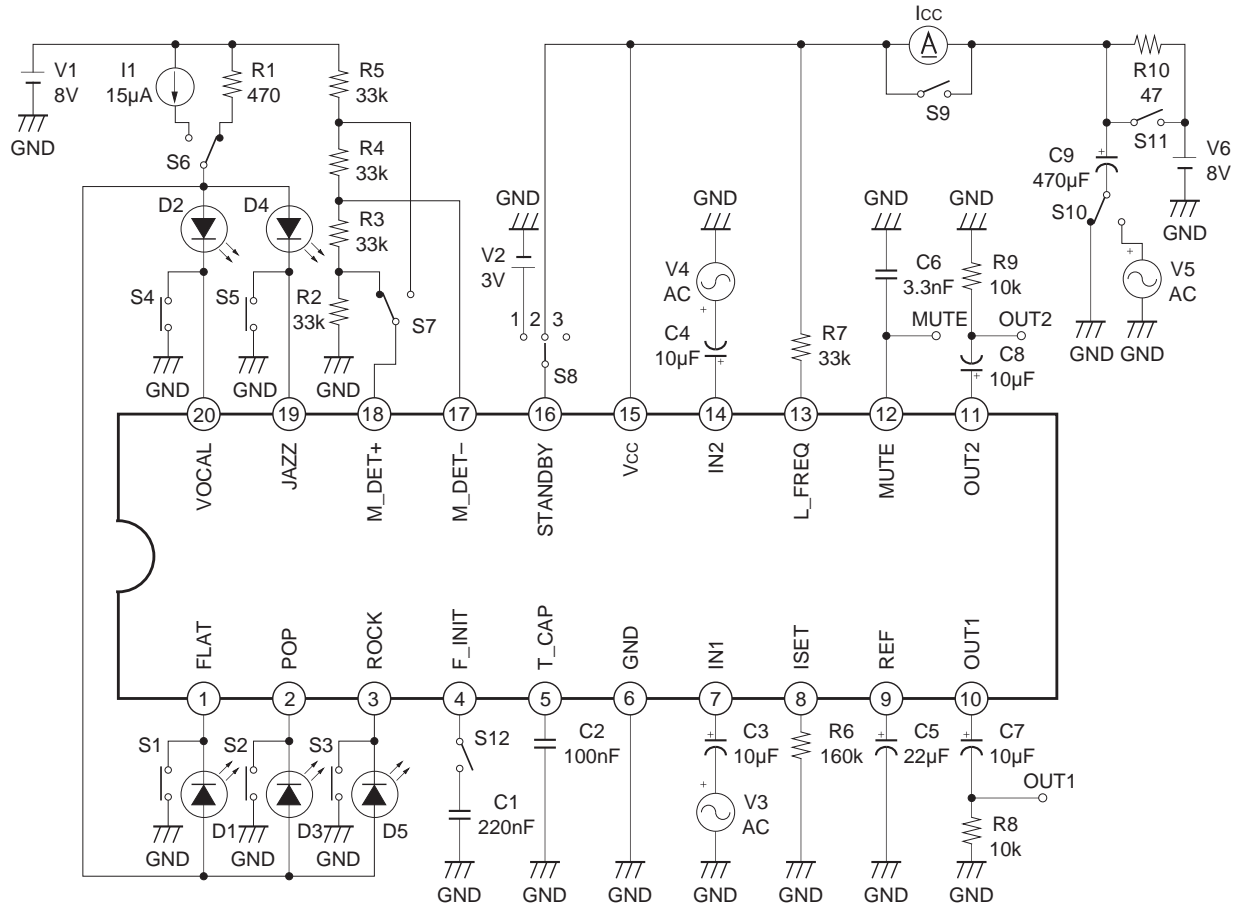 ICC
A
V1
8V
GND
I1
15µA
R1
470
R5
33k
S9
R10
47
S11
V6
8V
GND
S6
R4
33k
C9
470µF
S10
GND
V5
AC
GND
D2
D4
R3
33k
GND
V2
3V
GND
V4
AC
GND
C6
3.3nF
GND
R9
10k
S4
S5
R2
33k
S7
1 2 3
S8
C4
10µF
R7
33k
MUTE
OUT2
C8
10µF
GND
GND
GND
20
19
18
17
16
15
14
13
12
11
VOCAL
JAZZ
M_DET+
M_DET–
STANDBY
VCC
IN2
L_FREQ
MUTE
OUT2
FLAT
POP
ROCK
F_INIT
T_CAP
GND
IN1
ISET
REF
OUT1
1
2
3
4
5
6
7
8
9
10
S1
S2
S3
S12
C2
100nF
C3
10µF
R6
160k
C5
22µF
C7
10µF
D1
D3
D5
GND
GND
GND
C1
220nF
V3
AC
OUT1
R8
10k
GND
GND
GND
GND
GND
GND
GND
+
+
+
+
+
+
+
+
+